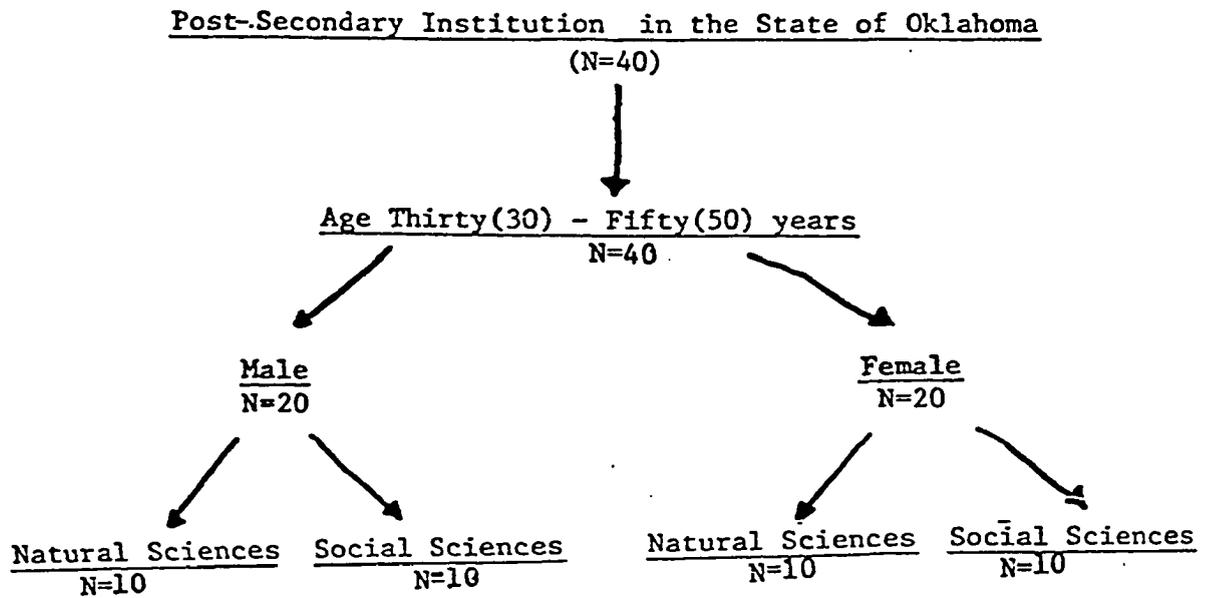 Post-Secondary Institution in the State of Oklahoma
(N=40)
Age Thirty(30) - Fifty(50) years
N=40
Male
N=20
Female
N=20
Natural Sciences
N=10
Social Sciences
N=10
Natural Sciences
N=10
Social Sciences
N=10